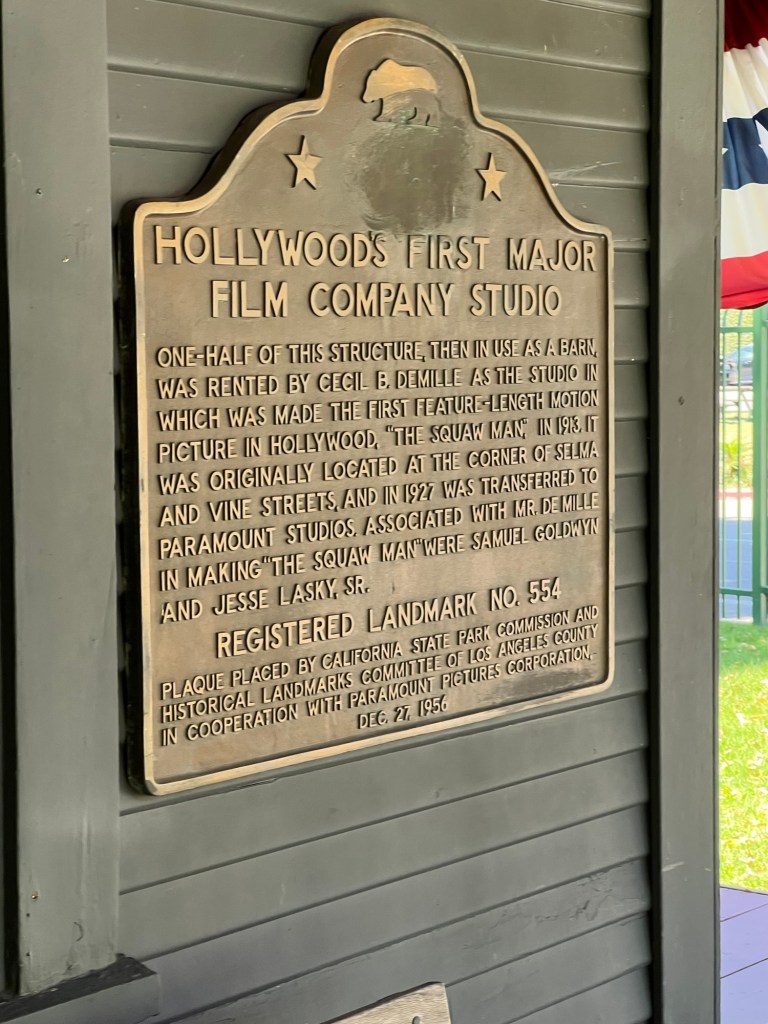 HOLLYWOOD'S FIRST MAJOR
FILM COMPANY STUDIO
ONE-HALF OF THIS STRUCTURE, THEN IN USE AS A BARN,
WAS RENTED BY CECIL B. DEMILLE AS THE STUDIO IN
WHICH WAS MADE THE FIRST FEATURE-LENGTH MOTION
PICTURE IN HOLLYWOOD, "THE SQUAW MAN," IN 1913. IT
WAS ORIGINALLY LOCATED AT THE CORNER OF SELMA
AND VINE STREETS, AND IN 1927 WAS TRANSFERRED TO
PARAMOUNT STUDIOS. ASSOCIATED WITH MR. DE MILLE
IN MAKING "THE SQUAW MAN" WERE SAMUEL GOLDWYN
AND JESSE LASKY, SR.
REGISTERED LANDMARK NO. 554
PLAQUE PLACED BY CALIFORNIA STATE PARK COMMISSION AND
HISTORICAL LANDMARKS COMMITTEE OF LOS ANGELES COUNTY
IN COOPERATION WITH PARAMOUNT PICTURES CORPORATION,
DEC. 27, 1956